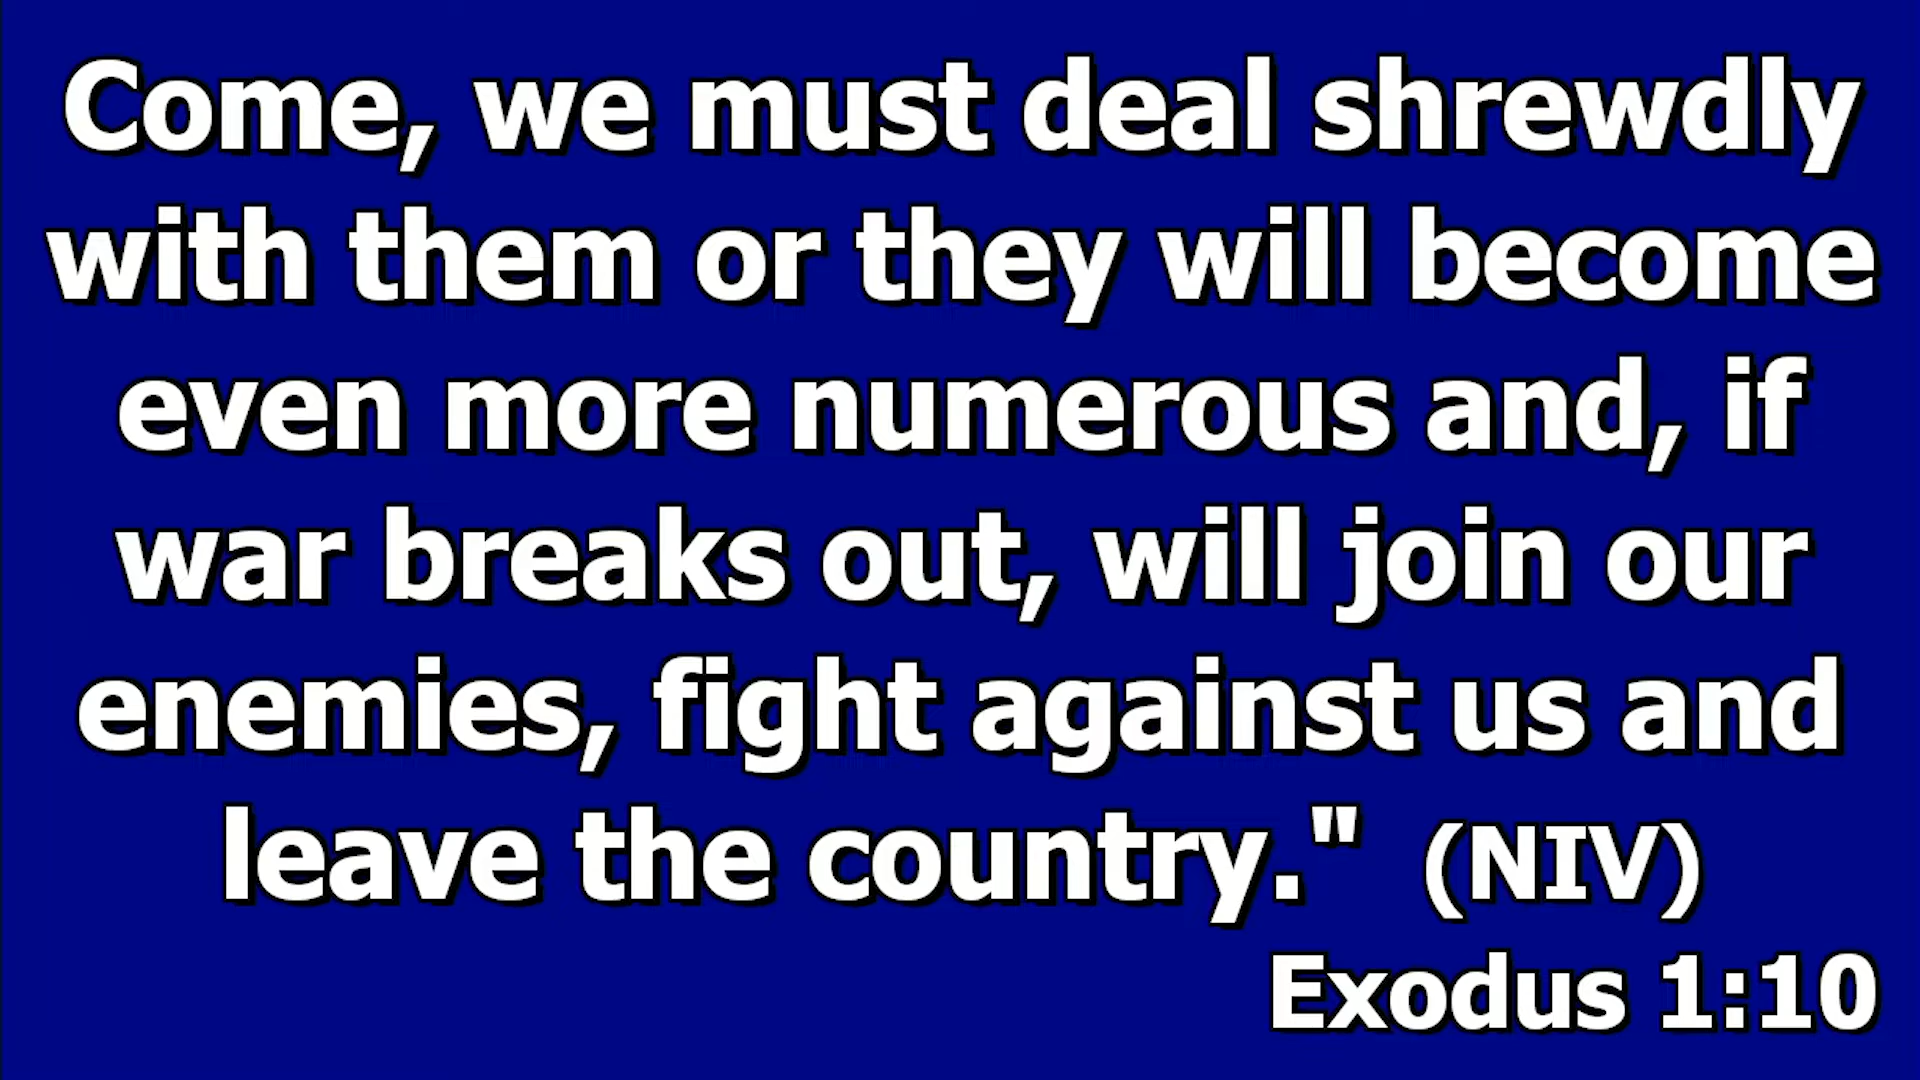 Come, we must deal shrewdly
with them or they will become
even more numerous and, if
war breaks out, will join our
enemies, fight against us and
leave the country." (NIV)
Exodus 1:10